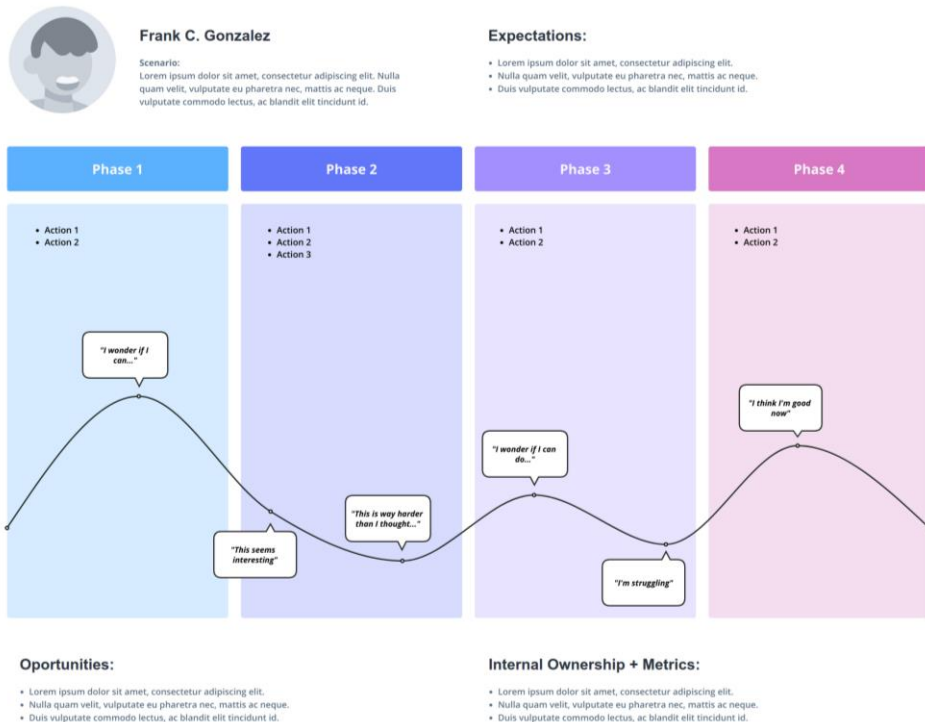 Frank C. Gonzalez
Scenario:
Lorem ipsum dolor sit amet, consectetur adipiscing elit. Nulla
quam velit, vulputate eu pharetra nec, mattis ac neque. Duis
vulputate commodo lectus, ac blandit elit tincidunt id.
Expectations:
• Lorem ipsum dolor sit amet, consectetur adipiscing elit.
• Nulla quam velit, vulputate eu pharetra nec, mattis ac neque.
• Duis vulputate commodo lectus, ac blandit elit tincidunt id.
Phase 1
Phase 2
Phase 3
Phase 4
• Action 1
• Action 2
• Action 1
• Action 2
• Action 3
• Action 1
• Action 2
• Action 1
• Action 2
"I wonder if I
can..."
"This seems
interesting"
"This is way harder
than I thought..."
"I wonder if I can
do..."
"I'm struggling"
"I think I'm good
now"
Oportunities:
• Lorem ipsum dolor sit amet, consectetur adipiscing elit.
• Nulla quam velit, vulputate eu pharetra nec, mattis ac neque.
• Duis vulputate commodo lectus, ac blandit elit tincidunt id.
Internal Ownership + Metrics:
• Lorem ipsum dolor sit amet, consectetur adipiscing elit.
• Nulla quam velit, vulputate eu pharetra nec, mattis ac neque.
• Duis vulputate commodo lectus, ac blandit elit tincidunt id.